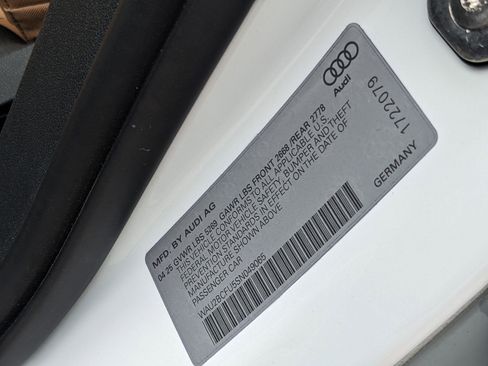 Audi
1722079
MFD. BY AUDI AG
04 25 GVWR LBS 5269 GAWR LBS FRONT 2668 /REAR 2778
THIS VEHICLE CONFORMS TO ALL APPLICABLE U.S.
FEDERAL MOTOR VEHICLE SAFETY, BUMPER AND THEFT
PREVENTION STANDARDS IN EFFECT ON THE DATE OF
MANUFACTURE SHOWN ABOVE
PASSENGER CAR
GERMANY
WAU2BCFU5SN049065